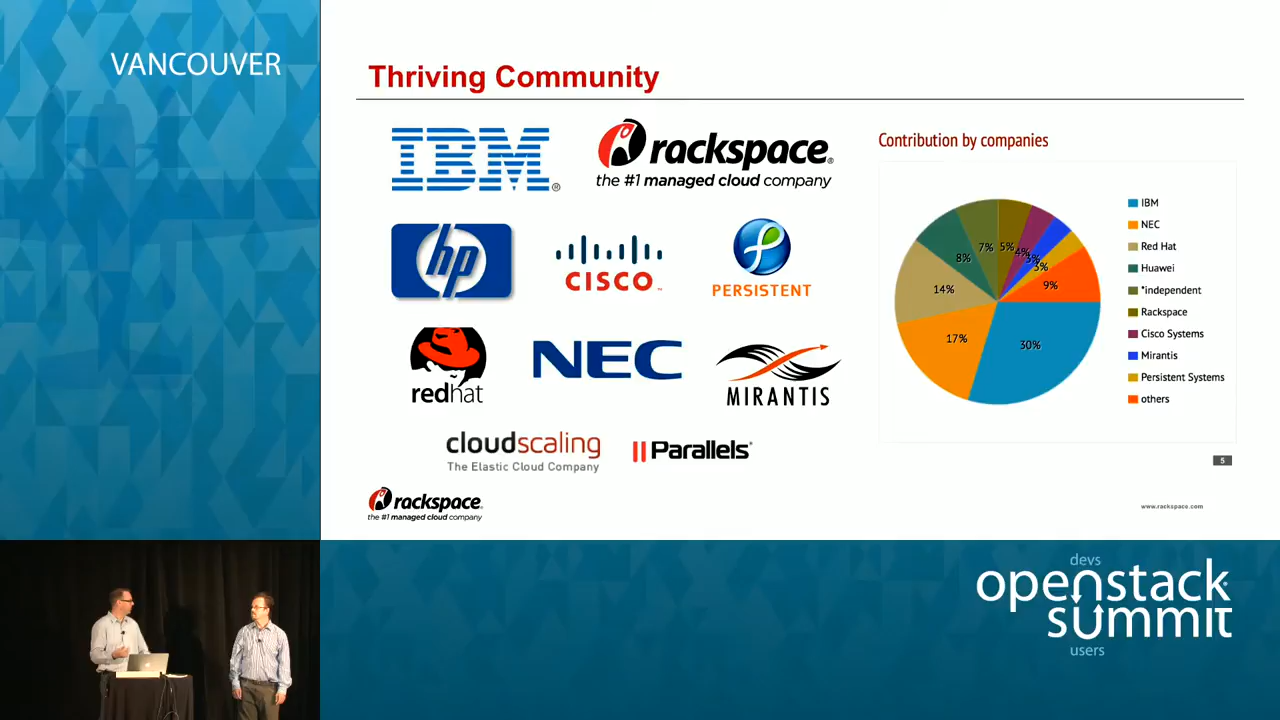 VANCOUVER
Thriving Community
IBM®
rackspace®
the #1 managed cloud company
hp
CISCO™
PERSISTENT
redhat
NEC
MIRANTIS
cloudscaling
The Elastic Cloud Company
Parallels®
Contribution by companies
7%
5%
4%
3%
3%
8%
9%
14%
17%
30%
IBM
NEC
Red Hat
Huawei
*independent
Rackspace
Cisco Systems
Mirantis
Persistent Systems
others
5
rackspace®
the #1 managed cloud company
www.rackspace.com
devs
openstack®
summit
users